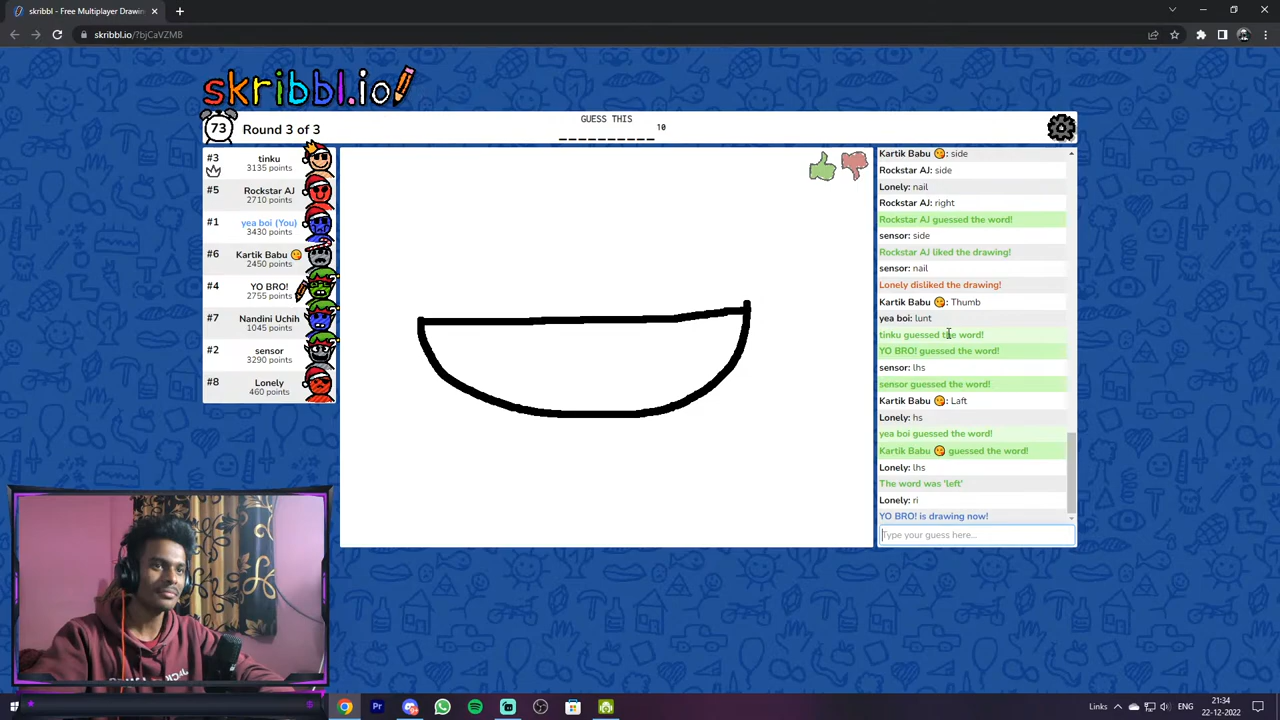 skribbl - Free Multiplayer Drawin
skribbl.io/?bjCaVZM8
skribbl.io
73
Round 3 of 3
GUESS THIS
__________ 10
#3
tinku
3135 points
#5
Rockstar AJ
2710 points
#1
yea boi (You)
3430 points
#6
Kartik Babu 😋
2450 points
#4
YO BRO!
2755 points
#7
Nandini Uchih
1045 points
#2
sensor
3290 points
#8
Lonely
460 points
Kartik Babu 😋: side
Rockstar AJ: side
Lonely: nail
Rockstar AJ: right
Rockstar AJ guessed the word!
sensor: side
Rockstar AJ liked the drawing!
sensor: nail
Lonely disliked the drawing!
Kartik Babu 😋: Thumb
yea boi: lunt
tinku guessed the word!
YO BRO! guessed the word!
sensor: lhs
sensor guessed the word!
Kartik Babu 😋: Laft
Lonely: hs
yea boi guessed the word!
Kartik Babu 😋 guessed the word!
Lonely: lhs
The word was 'left'
Lonely: ri
YO BRO! is drawing now!
Type your guess here...
Links
ENG
21:34
22-12-2022